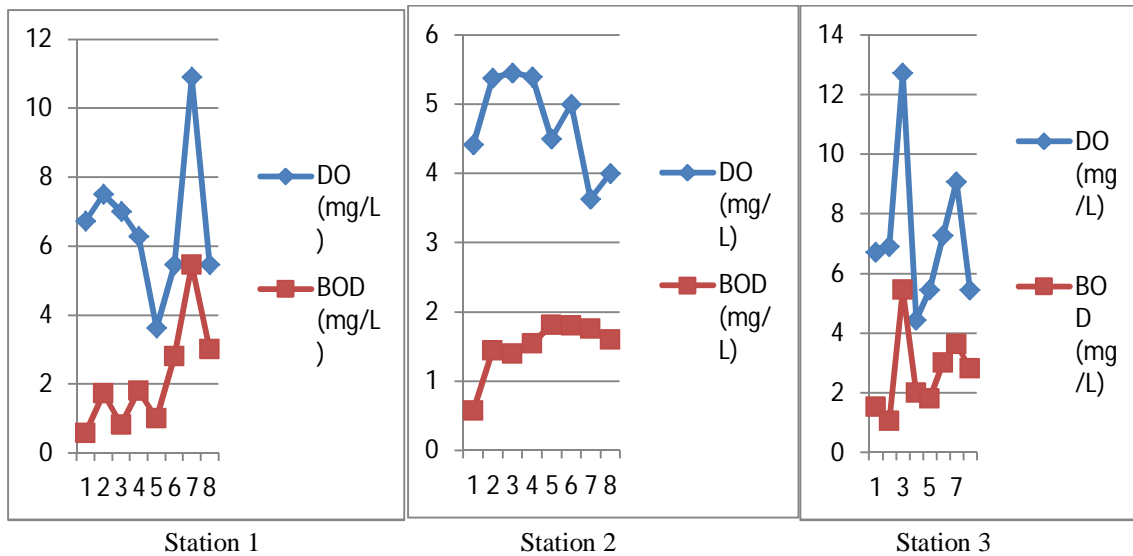 12
10
8
6
4
2
0
1 2 3 4 5 6 7 8
DO
(mg/L
)
BOD
(mg/L
)
Station 1
6
5
4
3
2
1
0
1 2 3 4 5 6 7 8
DO
(mg/
L)
BOD
(mg/
L)
Station 2
14
12
10
8
6
4
2
0
1 3 5 7
DO
(mg
/L)
BO
D
(mg
/L)
Station 3